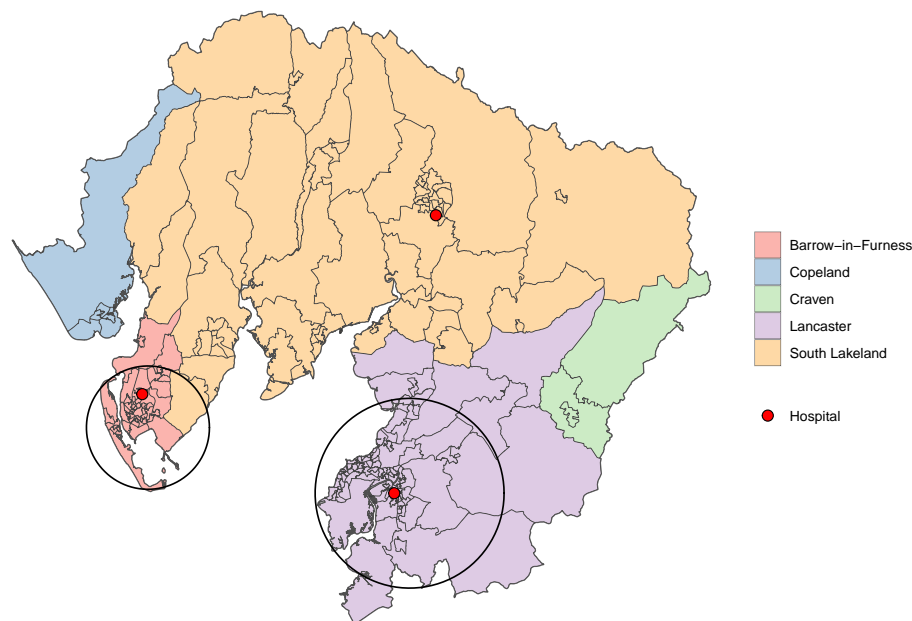 Barrow−in−Furness
Copeland
Craven
Lancaster
South Lakeland
Hospital